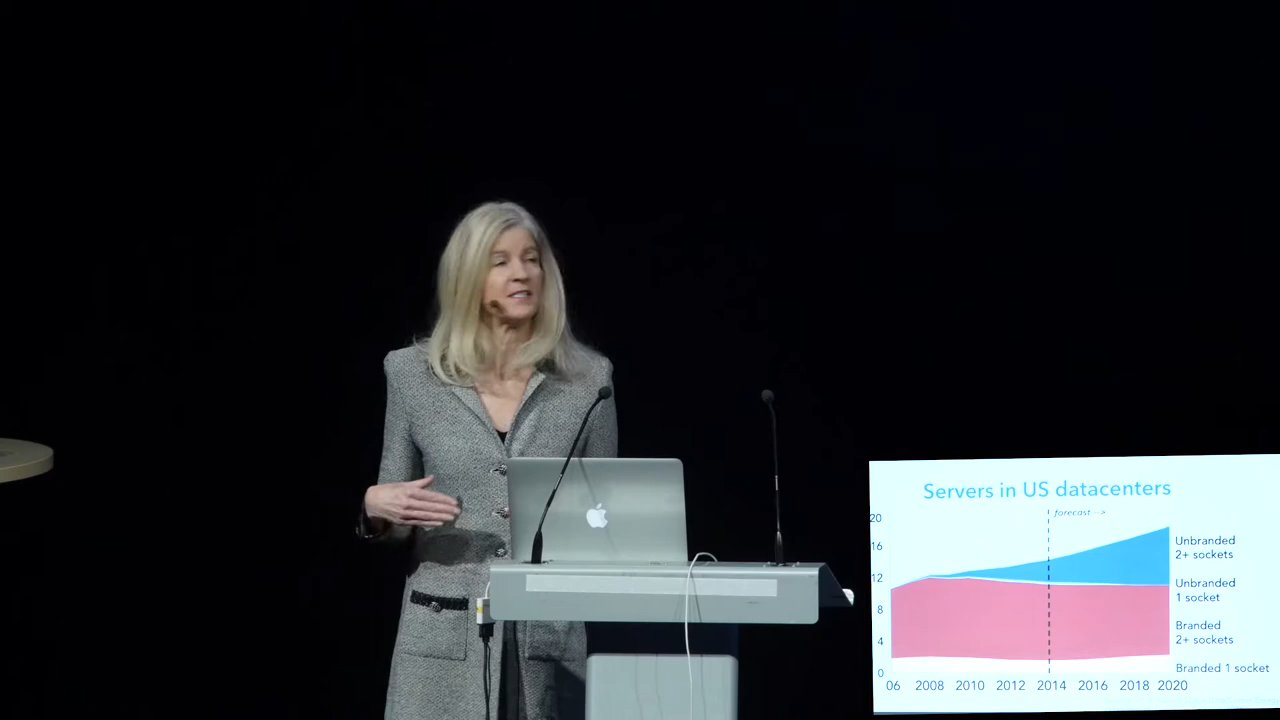 Servers in US datacenters
forecast -->
20
16
12
8
4
0
Unbranded
2+ sockets
Unbranded
1 socket
Branded
2+ sockets
Branded 1 socket
06 2008 2010 2012 2014 2016 2018 2020